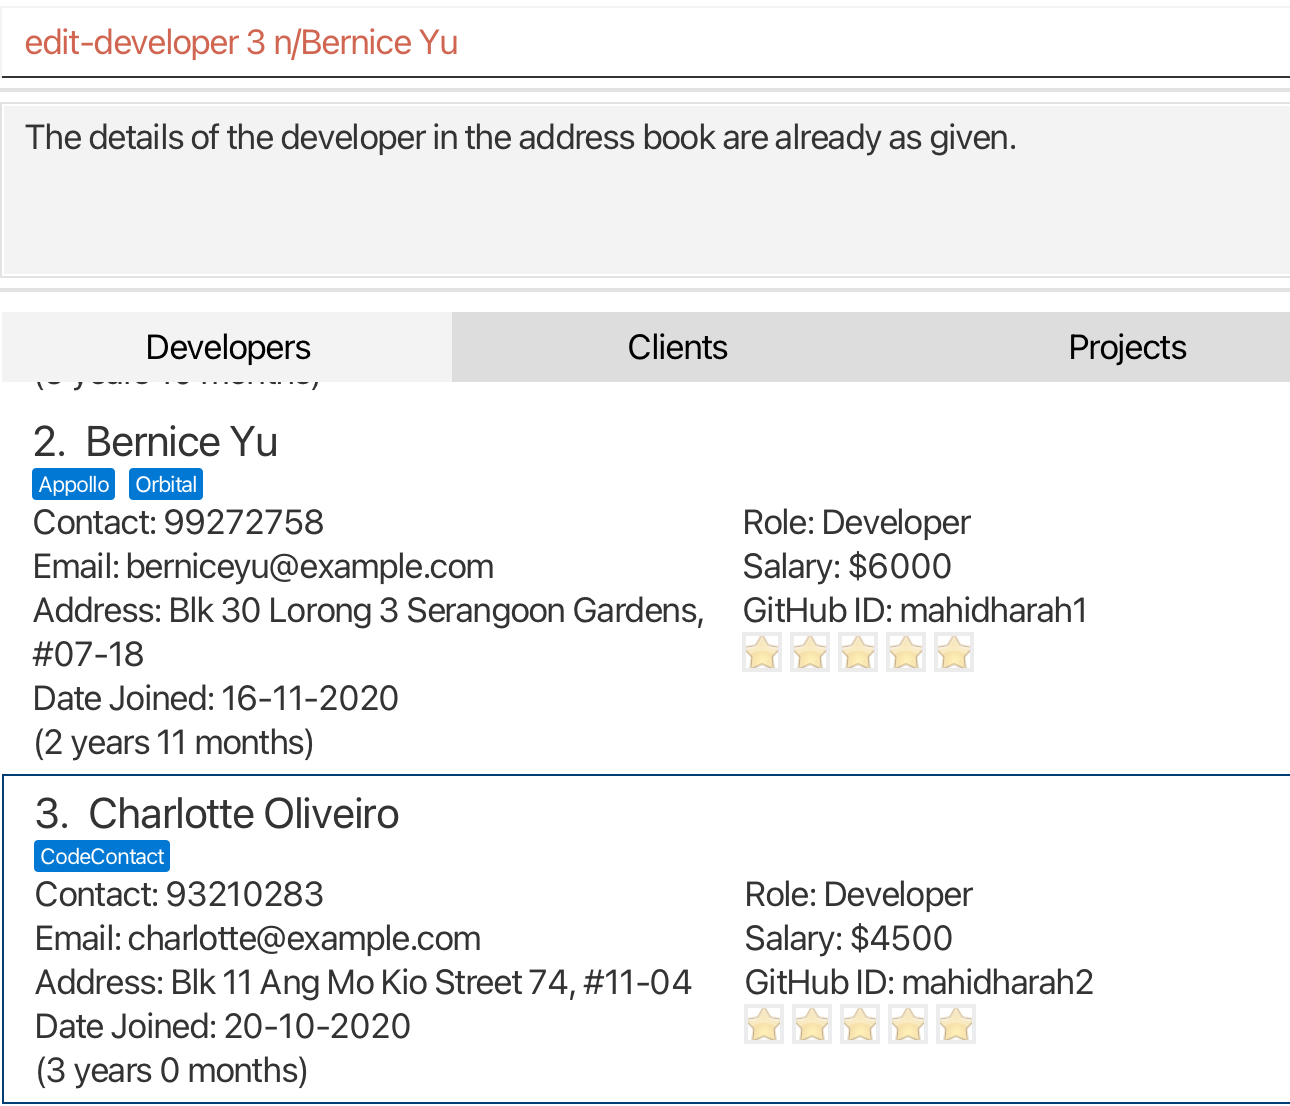 edit-developer 3 n/Bernice Yu
The details of the developer in the address book are already as given.
Developers Clients Projects
2. Bernice Yu
Appollo Orbital
Contact: 99272758 Role: Developer
Email: berniceyu@example.com Salary: $6000
Address: Blk 30 Lorong 3 Serangoon Gardens, GitHub ID: mahidharah1
#07-18
Date Joined: 16-11-2020
(2 years 11 months)
3. Charlotte Oliveiro
CodeContact
Contact: 93210283 Role: Developer
Email: charlotte@example.com Salary: $4500
Address: Blk 11 Ang Mo Kio Street 74, #11-04 GitHub ID: mahidharah2
Date Joined: 20-10-2020
(3 years 0 months)